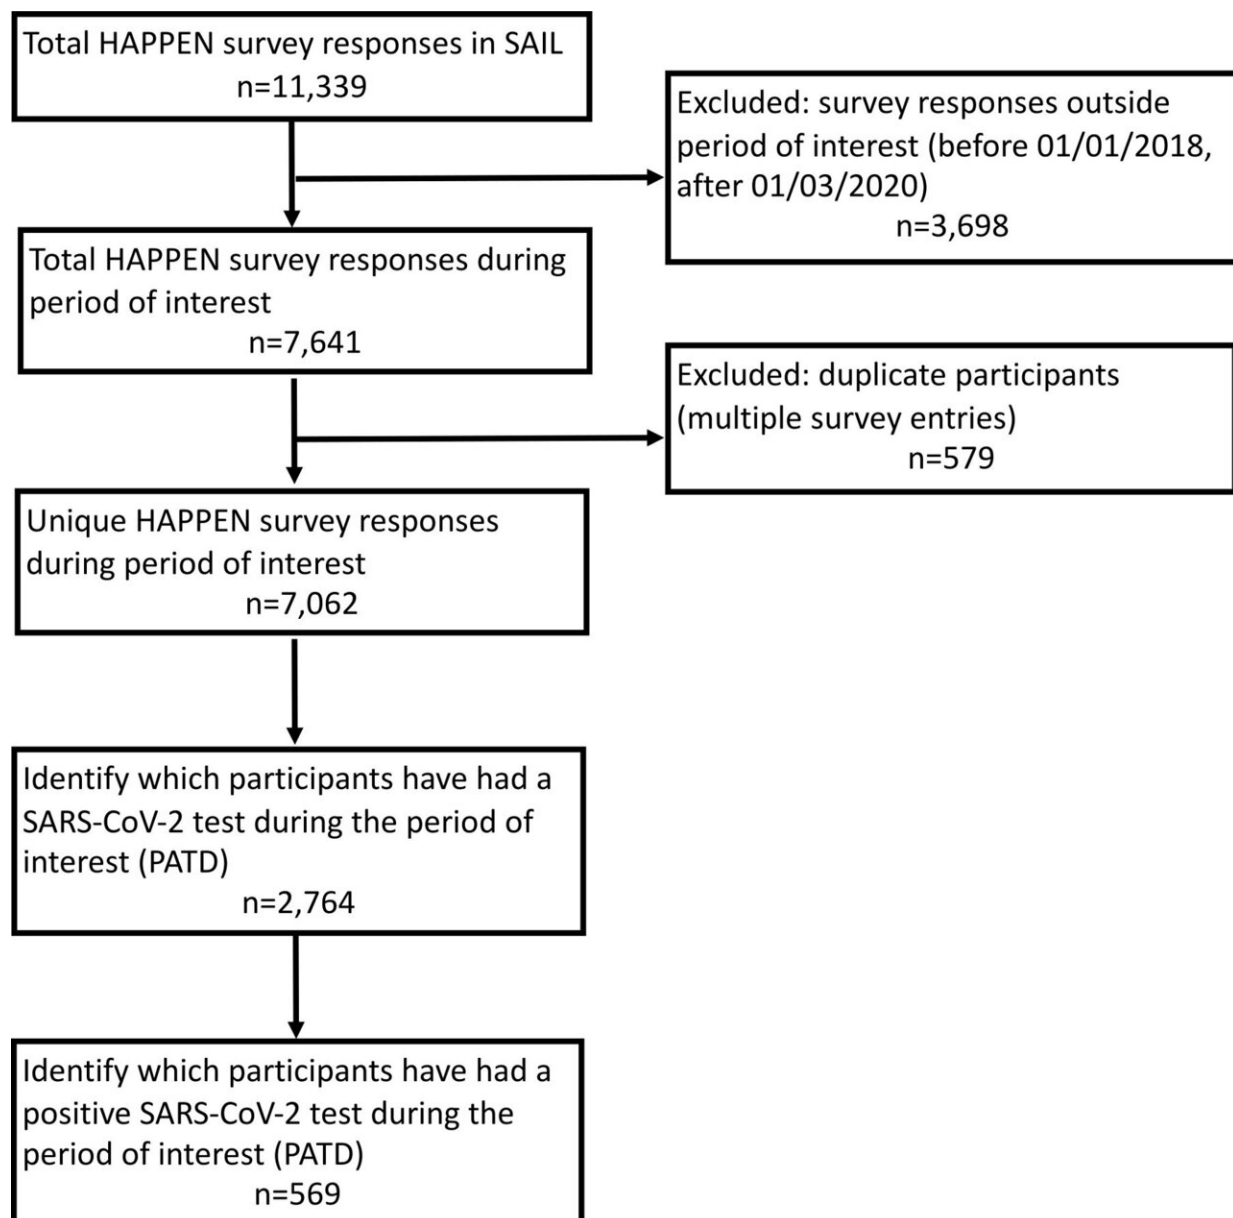 Total HAPPEN survey responses in SAIL
n=11,339
Excluded: survey responses outside
period of interest (before 01/01/2018,
after 01/03/2020)
n=3,698
Total HAPPEN survey responses during
period of interest
n=7,641
Excluded: duplicate participants
(multiple survey entries)
n=579
Unique HAPPEN survey responses
during period of interest
n=7,062
Identify which participants have had a
SARS-CoV-2 test during the period of
interest (PATD)
n=2,764
Identify which participants have had a
positive SARS-CoV-2 test during the
period of interest (PATD)
n=569